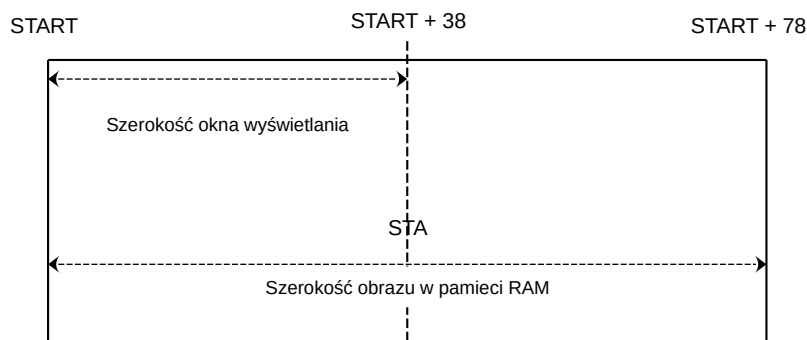 START
START + 38
START + 78
Szerokość okna wyświetlania
STA
Szerokość obrazu w pamieci RAM